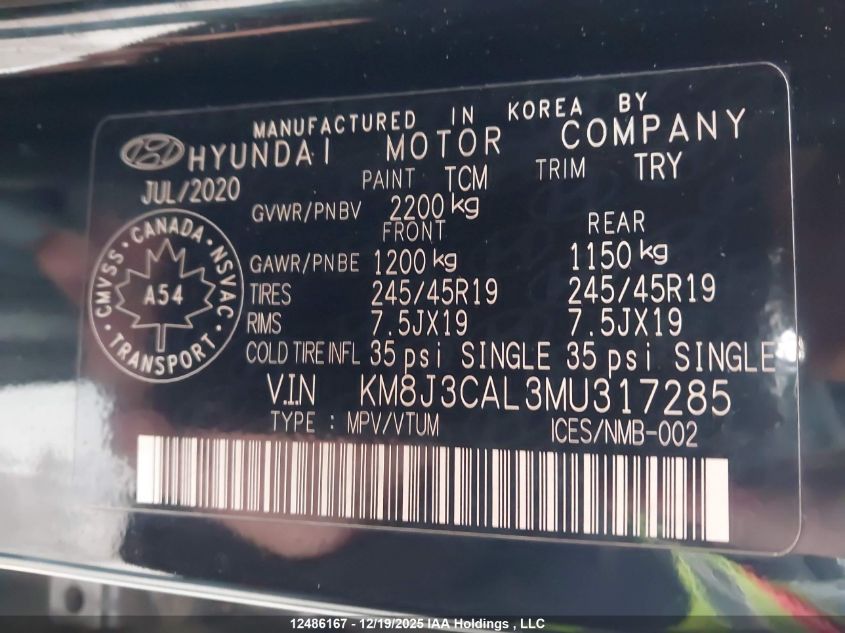 MANUFACTURED IN KOREA BY
HYUNDAI MOTOR COMPANY
JUL/2020 PAINT TCM TRIM TRY
GVWR/PNBV 2200 kg
FRONT REAR
GAWR/PNBE 1200 kg 1150 kg
TIRES 245/45R19 245/45R19
RIMS 7.5JX19 7.5JX19
COLD TIRE INFL 35 psi SINGLE 35 psi SINGLE
V.I.N KM8J3CAL3MU317285
TYPE : MPV/VTUM ICES/NMB-002
CMVSS · CANADA · NSVAC · TRANSPORT ·
A54
12486167 - 12/19/2025 IAA Holdings , LLC